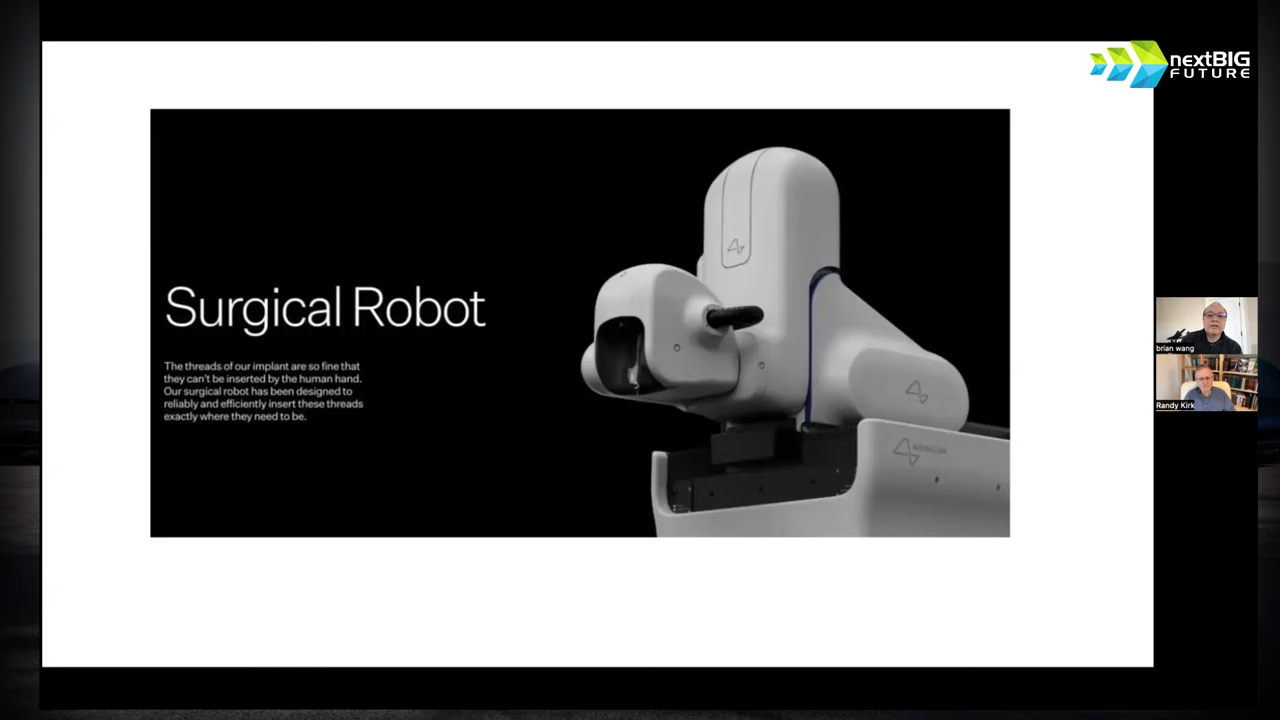 nextBIG
FUTURE
Surgical Robot
The threads of our implant are so fine that
they can't be inserted by the human hand.
Our surgical robot has been designed to
reliably and efficiently insert these threads
exactly where they need to be.
brian wang
Randy Kirk